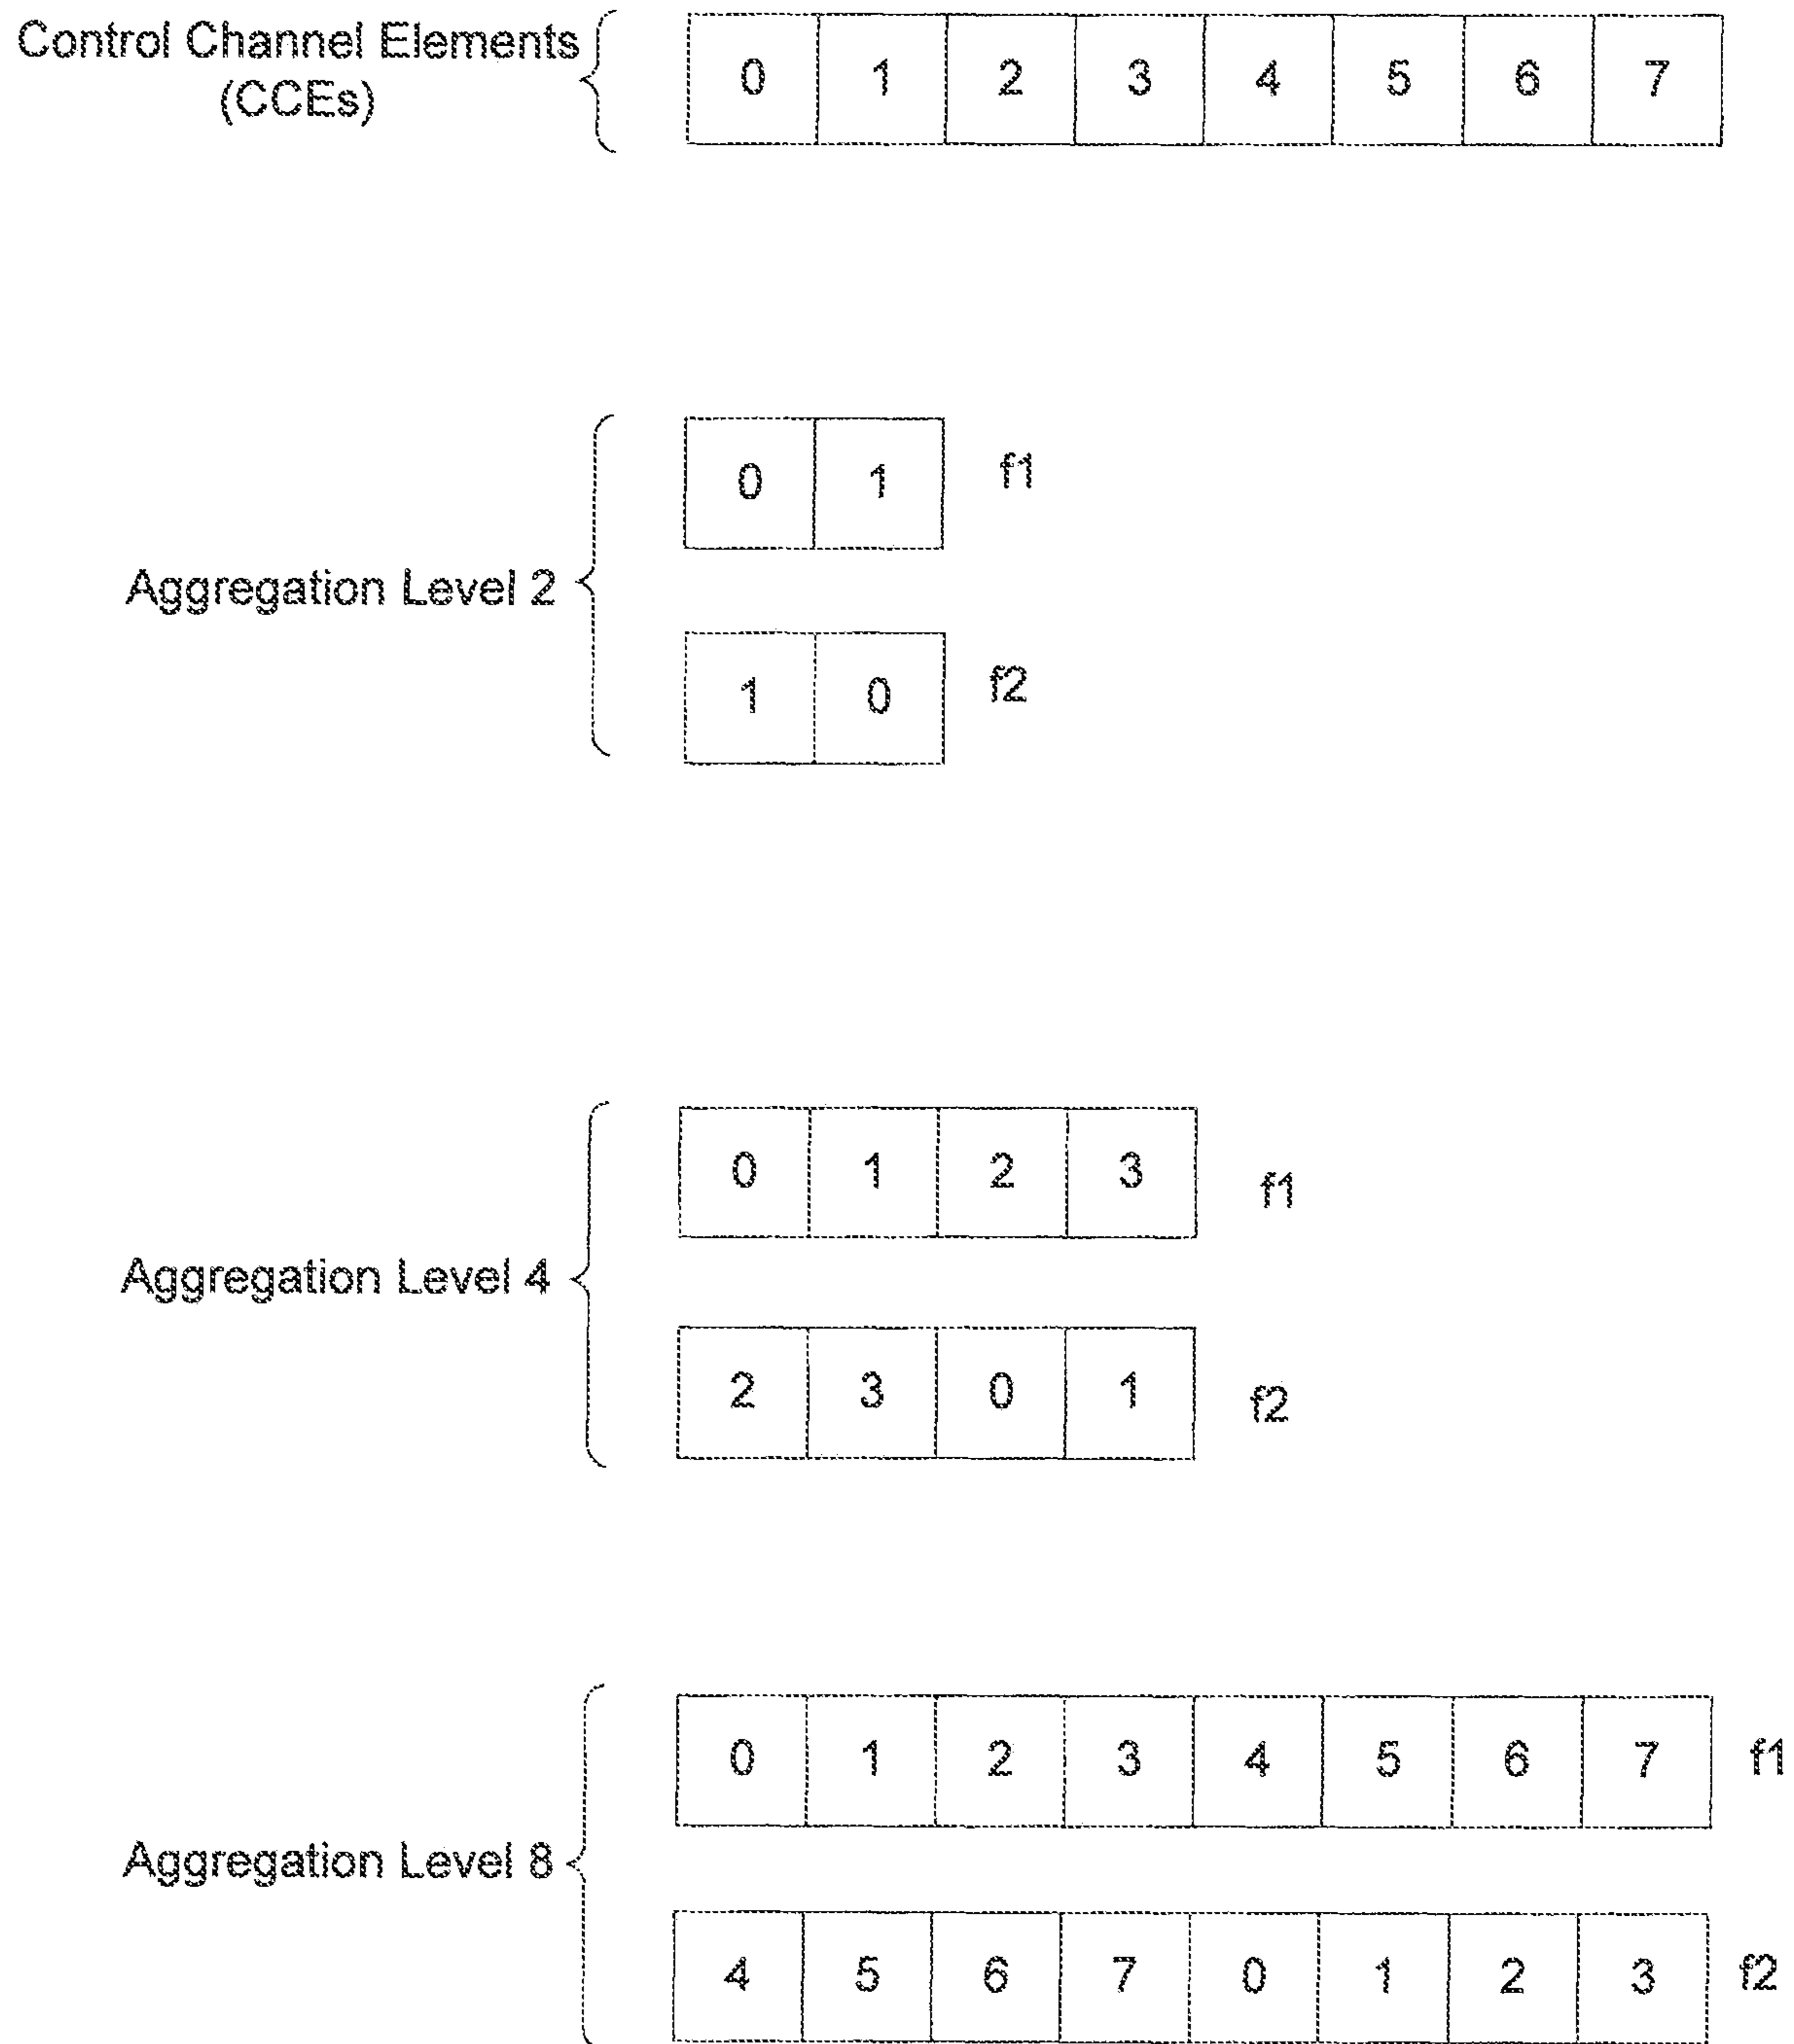 Control Channel Elements
(CCEs)
0 1 2 3 4 5 6 7
Aggregation Level 2
0 1 f1
1 0 f2
Aggregation Level 4
0 1 2 3 f1
2 3 0 1 f2
Aggregation Level 8
0 1 2 3 4 5 6 7 f1
4 5 6 7 0 1 2 3 f2